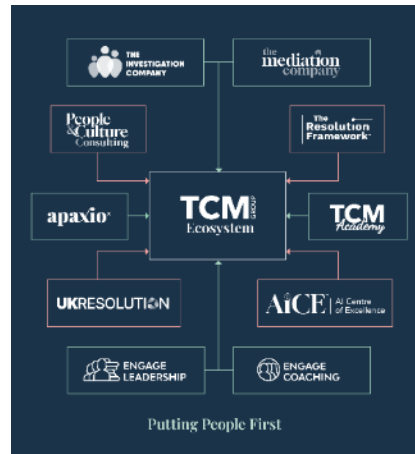 THE
INVESTIGATION
COMPANY
the
mediation
company
People
& Culture
Consulting
The
Resolution
Framework
TCM GROUP
Ecosystem
apaxio
TCM
Academy
UKRESOLUTION
AiCE AI Centre
of Excellence
ENGAGE
LEADERSHIP
ENGAGE
COACHING
Putting People First